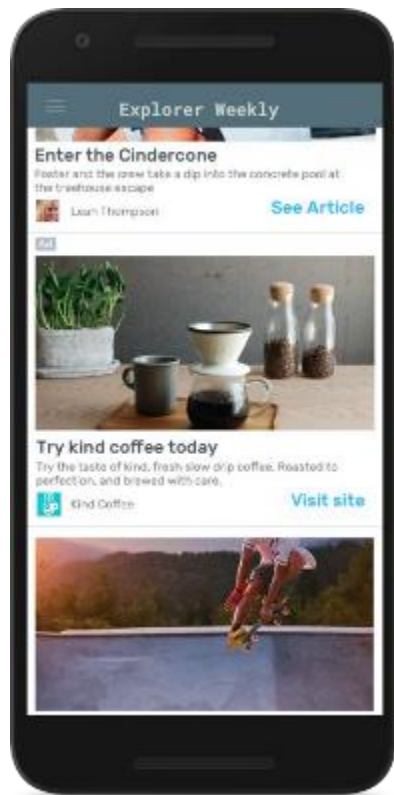 Explorer Weekly
Enter the Cindercone
Foster and the crew take a dip into the concrete pool at
the treehouse escape
Leah Thompson
See Article
Ad
Try kind coffee today
Try the taste of kind, fresh slow drip coffee. Roasted to
perfection, and brewed with care.
Kind Coffee
Visit site